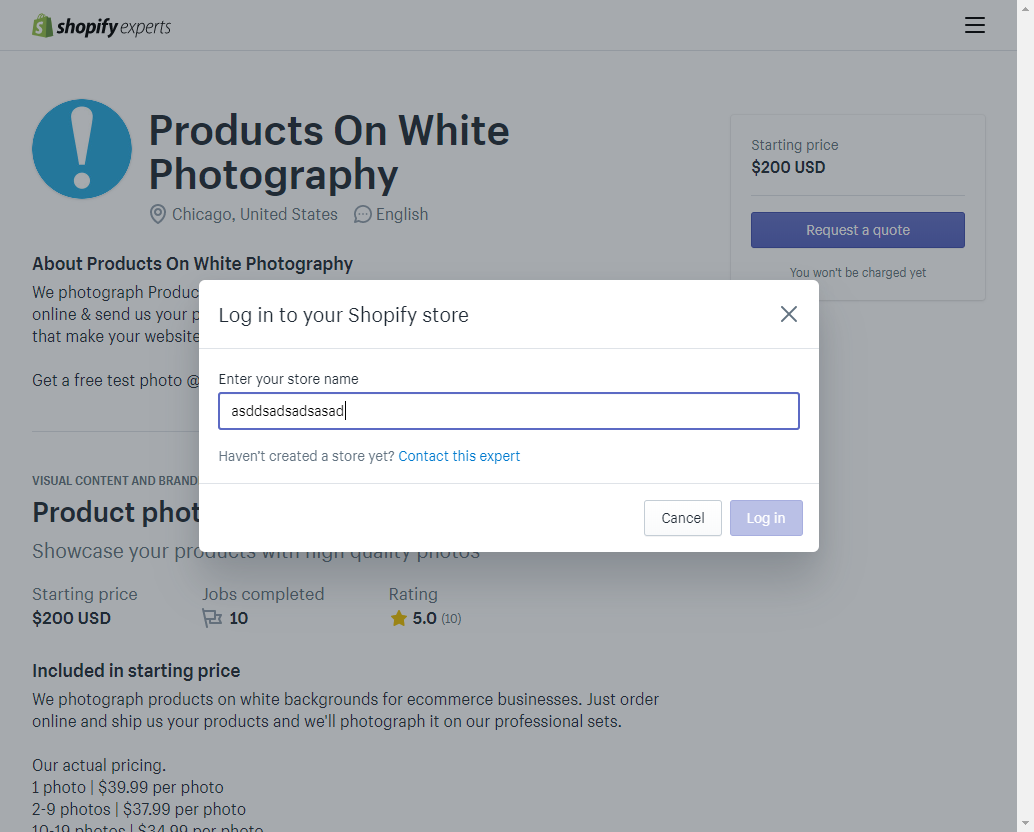 shopify experts
Products On White
Photography
Chicago, United States English
Starting price
$200 USD
Request a quote
You won't be charged yet
About Products On White Photography
We photograph Produc
online & send us your p
that make your website
Get a free test photo @
Log in to your Shopify store
Enter your store name
asddsadsadsasad
Haven't created a store yet? Contact this expert
Cancel Log in
VISUAL CONTENT AND BRAND
Product phot
Showcase your products with high quality photos
Starting price Jobs completed Rating
$200 USD 10 5.0 (10)
Included in starting price
We photograph products on white backgrounds for ecommerce businesses. Just order
online and ship us your products and we'll photograph it on our professional sets.
Our actual pricing.
1 photo | $39.99 per photo
2-9 photos | $37.99 per photo
10-19 photos | $34.99 per photo